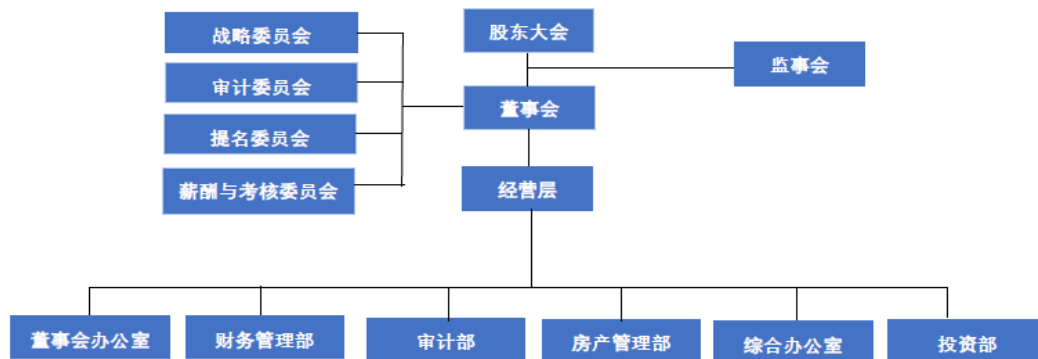 战略委员会
股东大会
监事会
审计委员会
董事会
提名委员会
薪酬与考核委员会
经营层
董事会办公室
财务管理部
审计部
房产管理部
综合办公室
投资部